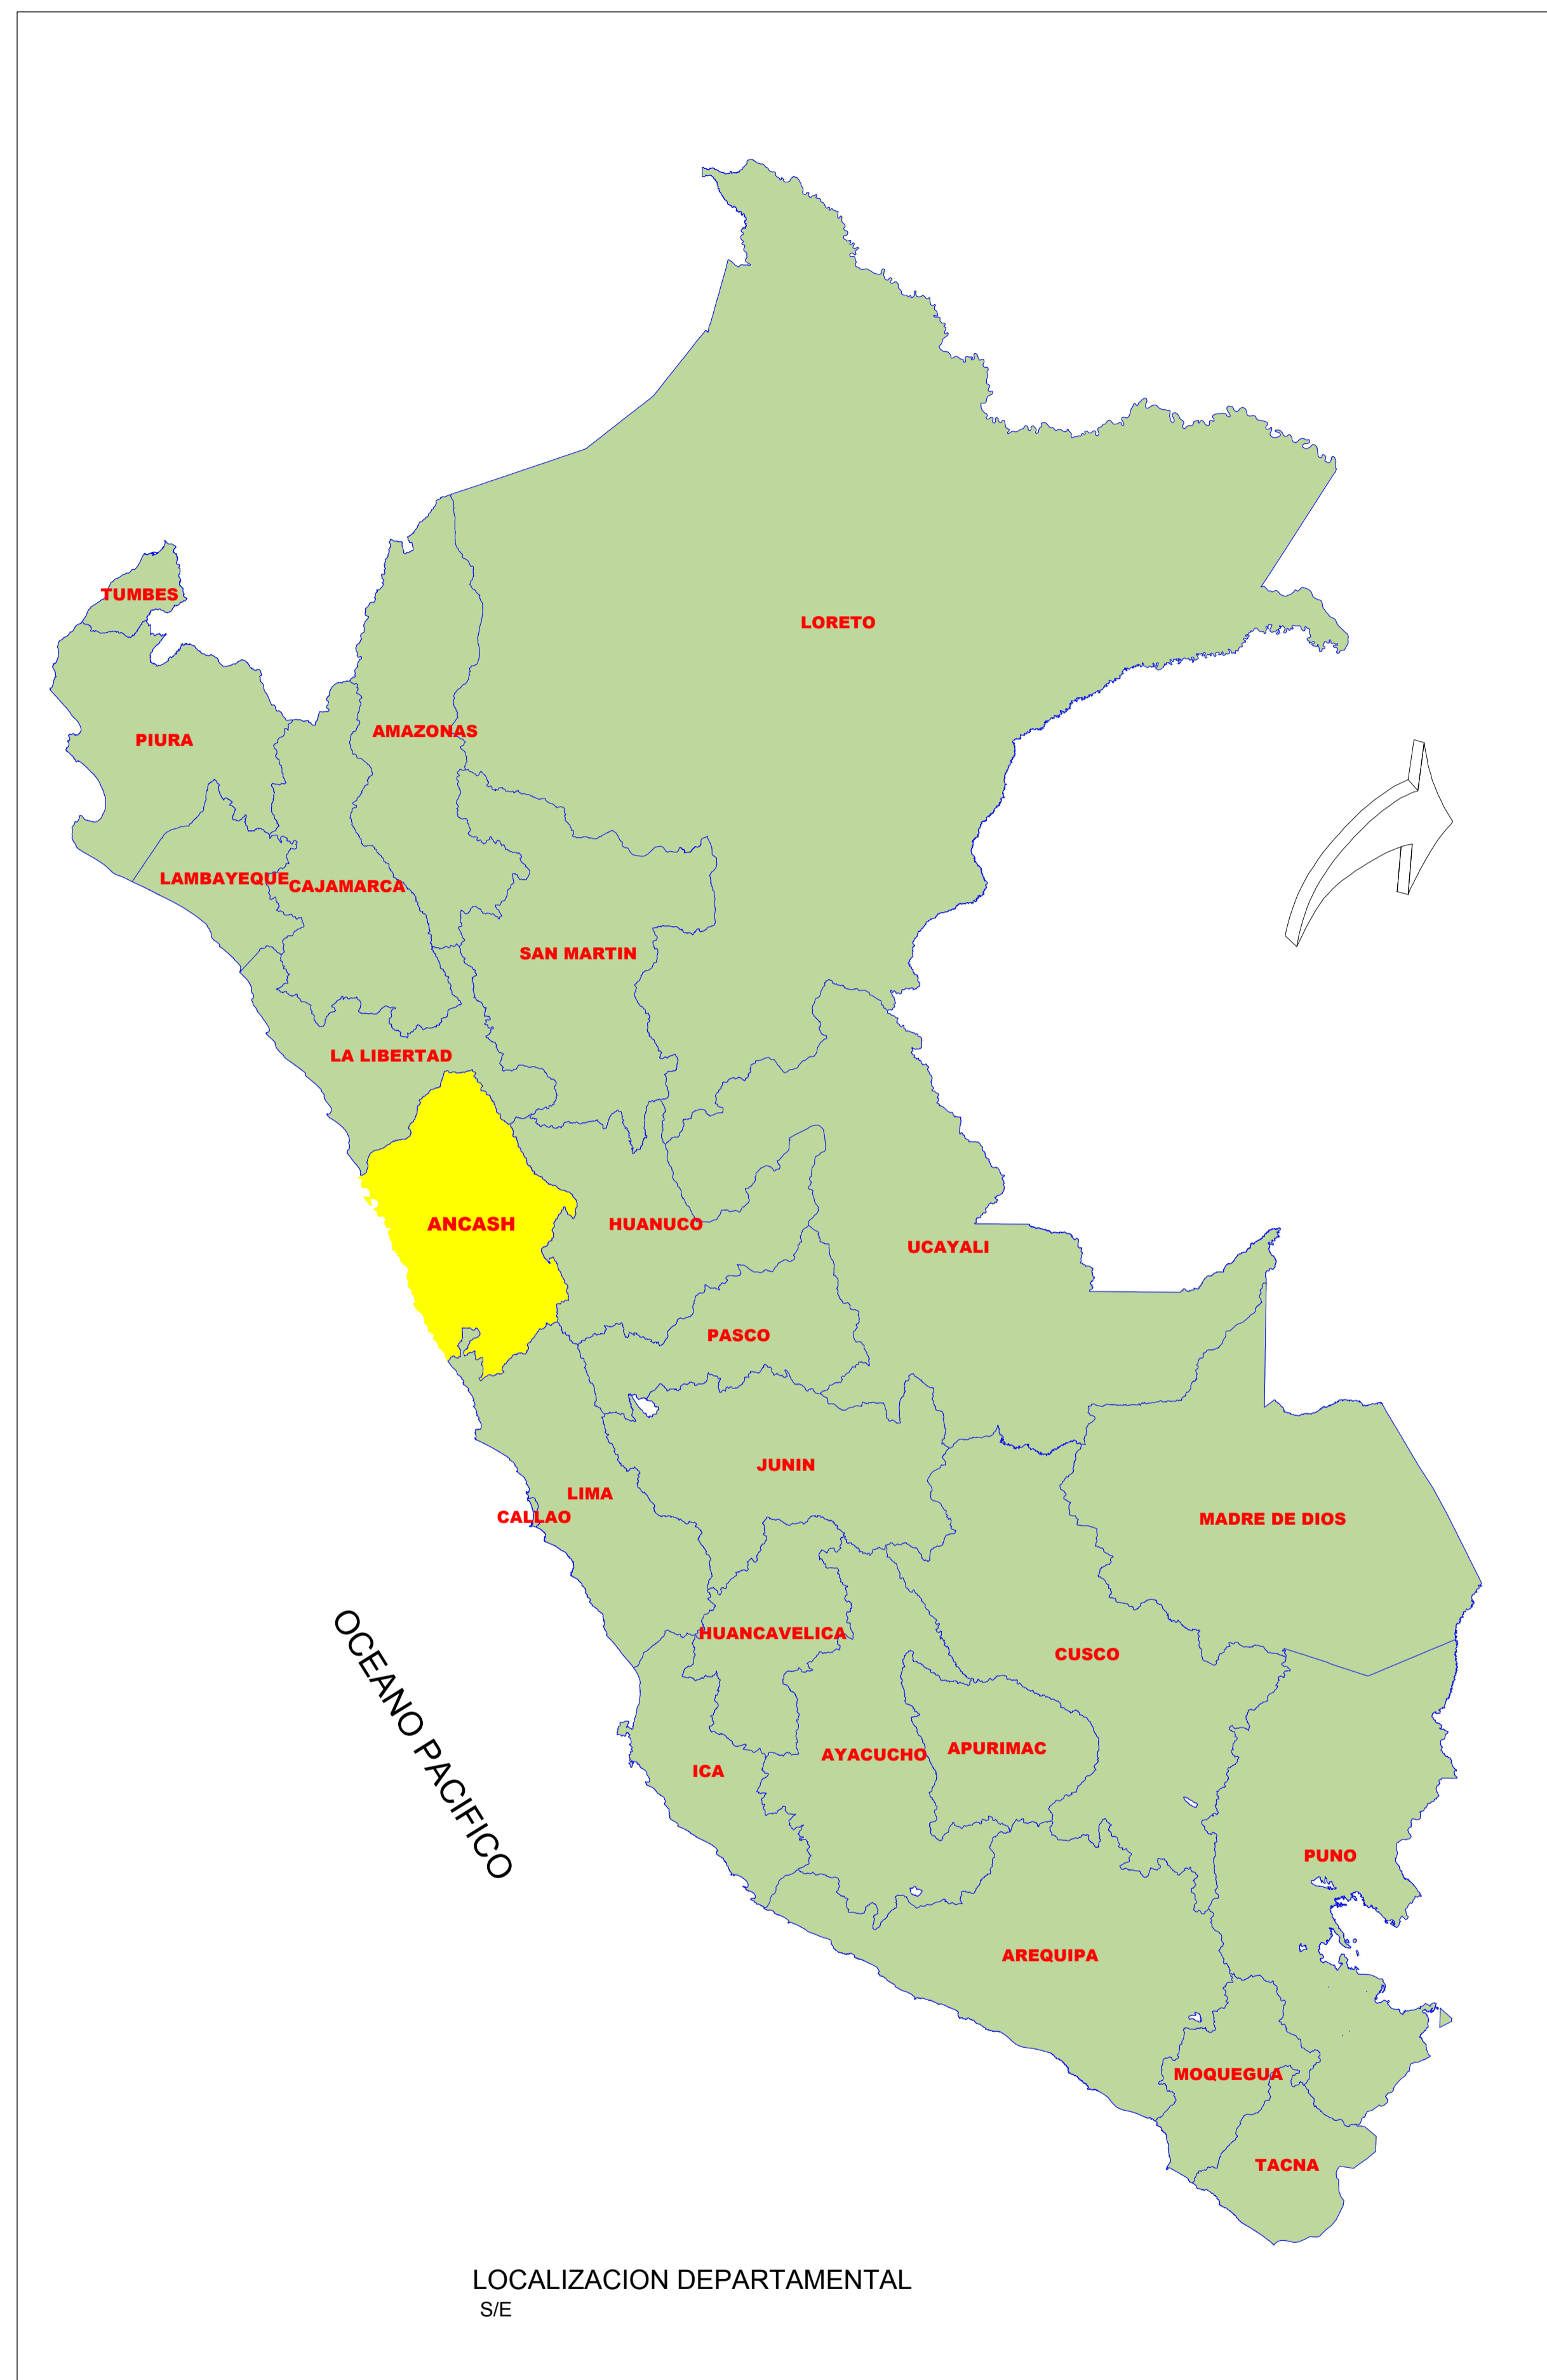 TUMBES
LORETO
AMAZONAS
PIURA
LAMBAYEQUE
CAJAMARCA
SAN MARTIN
LA LIBERTAD
ANCASH
HUANUCO
UCAYALI
PASCO
JUNIN
LIMA
CALLAO
MADRE DE DIOS
HUANCAVELICA
CUSCO
OCEANO PACIFICO
APURIMAC
AYACUCHO
ICA
PUNO
AREQUIPA
MOQUEGUA
TACNA
LOCALIZACION DEPARTAMENTAL
S/E